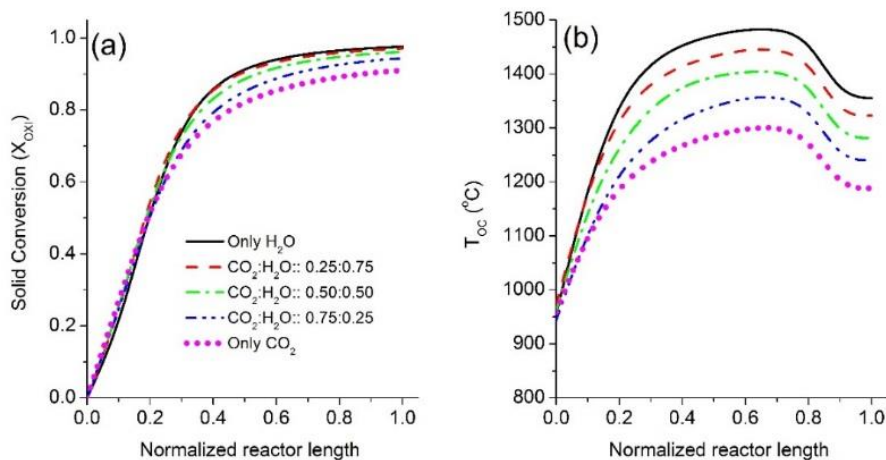 (a)
1.0
0.8
0.6
0.4
0.2
0.0
Solid Conversion (X_OXI)
Only H₂O
CO₂:H₂O:: 0.25:0.75
CO₂:H₂O:: 0.50:0.50
CO₂:H₂O:: 0.75:0.25
Only CO₂
0.0 0.2 0.4 0.6 0.8 1.0
Normalized reactor length
(b)
1500
1400
1300
1200
1100
1000
900
800
T_OC (°C)
0.0 0.2 0.4 0.6 0.8 1.0
Normalized reactor length